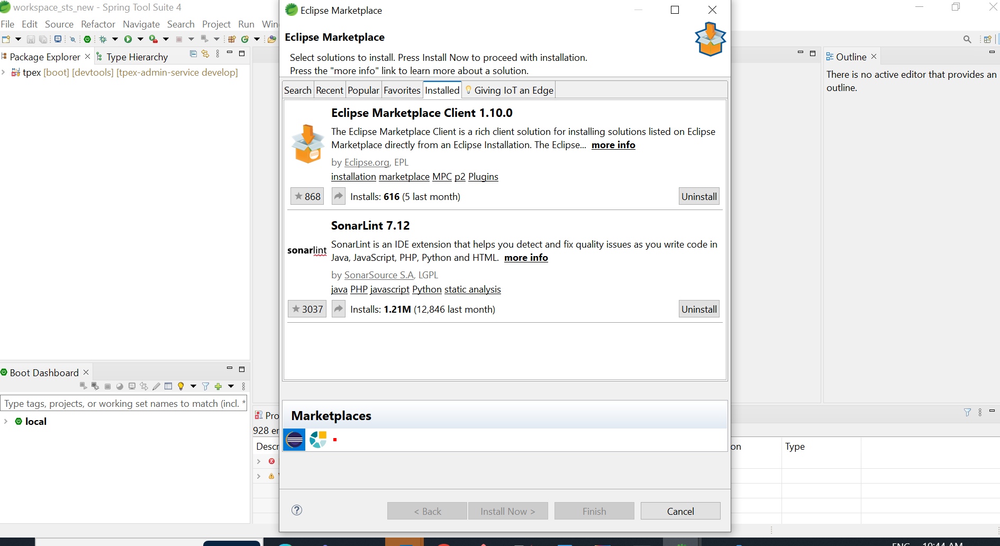 workspace_sts_new - Spring Tool Suite 4
File Edit Source Refactor Navigate Search Project Run
Package Explorer
Type Hierarchy
tpex [boot] [devtools] [tpex-admin-service develop]
Boot Dashboard
Type tags, projects, or working set names to match (incl. *
local
Eclipse Marketplace
Eclipse Marketplace
Select solutions to install. Press Install Now to proceed with installation.
Press the "more info" link to learn more about a solution.
Search Recent Popular Favorites Installed Giving IoT an Edge
Eclipse Marketplace Client 1.10.0
The Eclipse Marketplace Client is a rich client solution for installing solutions listed on Eclipse
Marketplace directly from an Eclipse Installation. The Eclipse... more info
by Eclipse.org, EPL
installation marketplace MPC p2 Plugins
868 Installs: 616 (5 last month) Uninstall
SonarLint 7.12
sonarlint
SonarLint is an IDE extension that helps you detect and fix quality issues as you write code in
Java, JavaScript, PHP, Python and HTML. more info
by SonarSource S.A, LGPL
java PHP javascript Python static analysis
3037 Installs: 1.21M (12,846 last month) Uninstall
Marketplaces
< Back Install Now > Finish Cancel
Outline
There is no active editor that provides an
outline.
928
Type
10:44 AM